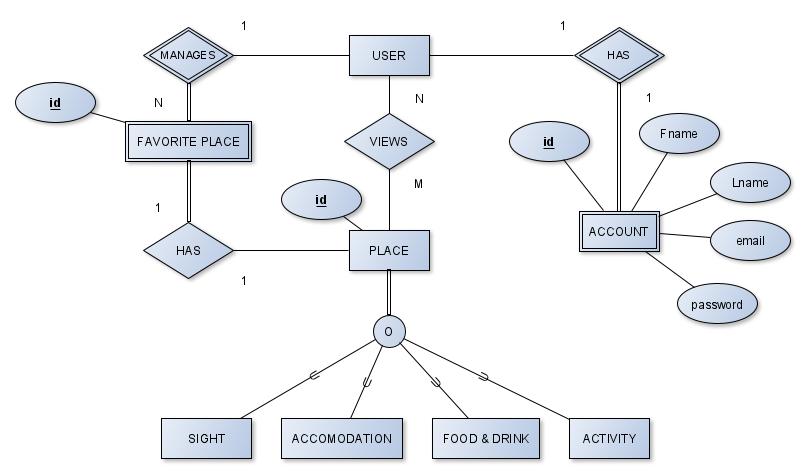 1
1
MANAGES
USER
HAS
id
N
N
1
FAVORITE PLACE
VIEWS
id
Fname
M
Lname
id
1
ACCOUNT
email
HAS
PLACE
1
password
O
U
U
U
U
SIGHT
ACCOMODATION
FOOD & DRINK
ACTIVITY